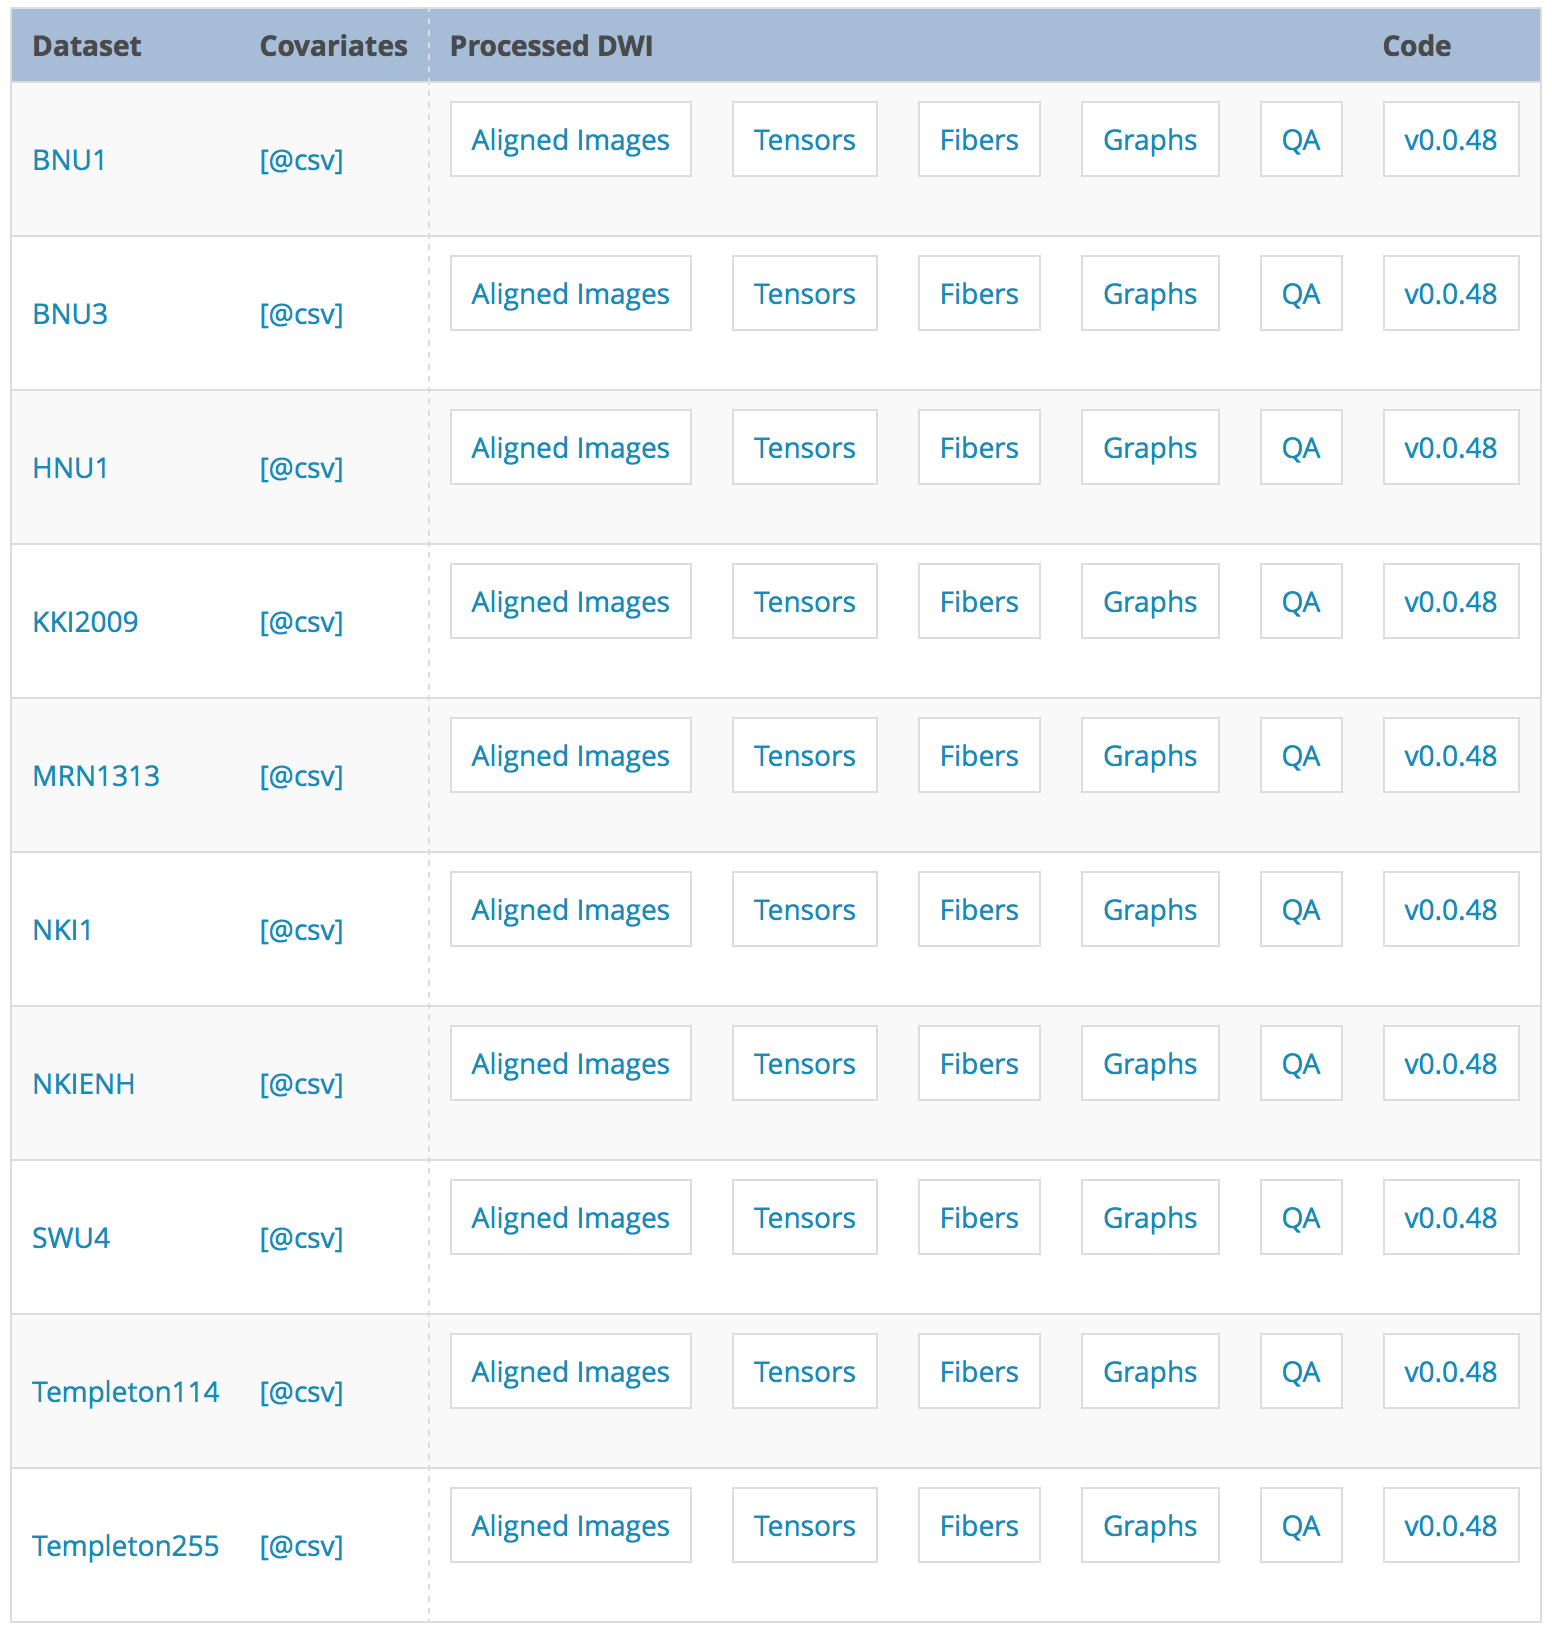 Dataset Covariates Processed DWI Code
BNU1 [@csv] Aligned Images Tensors Fibers Graphs QA v0.0.48
BNU3 [@csv] Aligned Images Tensors Fibers Graphs QA v0.0.48
HNU1 [@csv] Aligned Images Tensors Fibers Graphs QA v0.0.48
KKI2009 [@csv] Aligned Images Tensors Fibers Graphs QA v0.0.48
MRN1313 [@csv] Aligned Images Tensors Fibers Graphs QA v0.0.48
NKI1 [@csv] Aligned Images Tensors Fibers Graphs QA v0.0.48
NKIENH [@csv] Aligned Images Tensors Fibers Graphs QA v0.0.48
SWU4 [@csv] Aligned Images Tensors Fibers Graphs QA v0.0.48
Templeton114 [@csv] Aligned Images Tensors Fibers Graphs QA v0.0.48
Templeton255 [@csv] Aligned Images Tensors Fibers Graphs QA v0.0.48